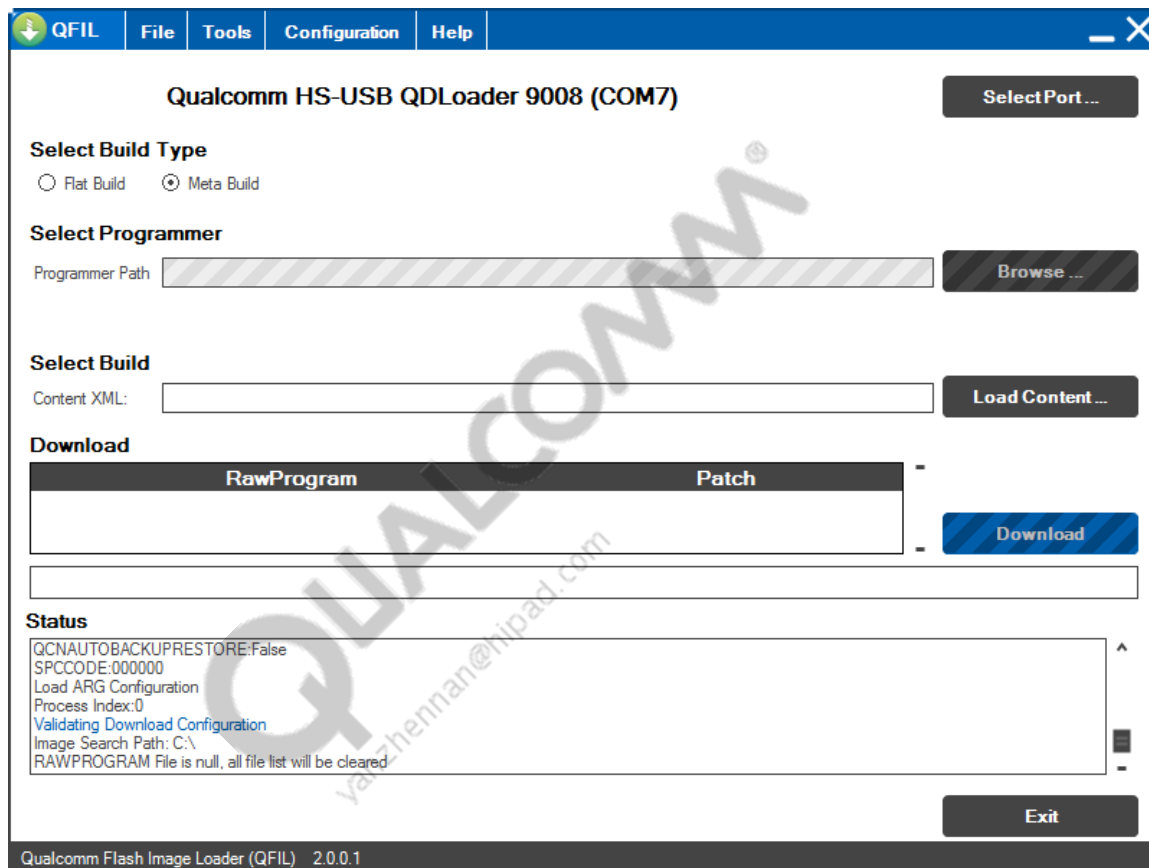 QFIL File Tools Configuration Help
Qualcomm HS-USB QDLoader 9008 (COM7)
Select Port ...
Select Build Type
Flat Build Meta Build
Select Programmer
Programmer Path
Browse ...
Select Build
Content XML:
Load Content ...
Download
RawProgram Patch
Download
Status
QCNAUTOBACKUPRESTORE:False
SPCCODE:000000
Load ARG Configuration
Process Index:0
Validating Download Configuration
Image Search Path: C:\
RAWPROGRAM File is null, all file list will be cleared
Exit
Qualcomm Flash Image Loader (QFIL) 2.0.0.1
QUALCOMM®
yanzhennan@hipad.com